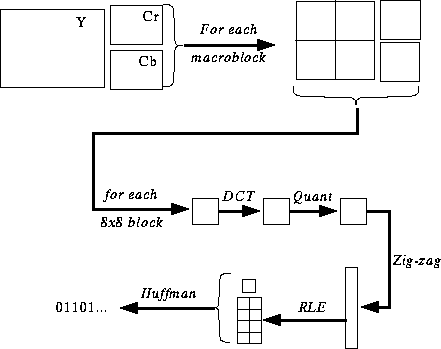 Y
Cr
Cb
For each
macroblock
for each
8x8 block
DCT
Quant
Zig-zag
RLE
Huffman
01101...